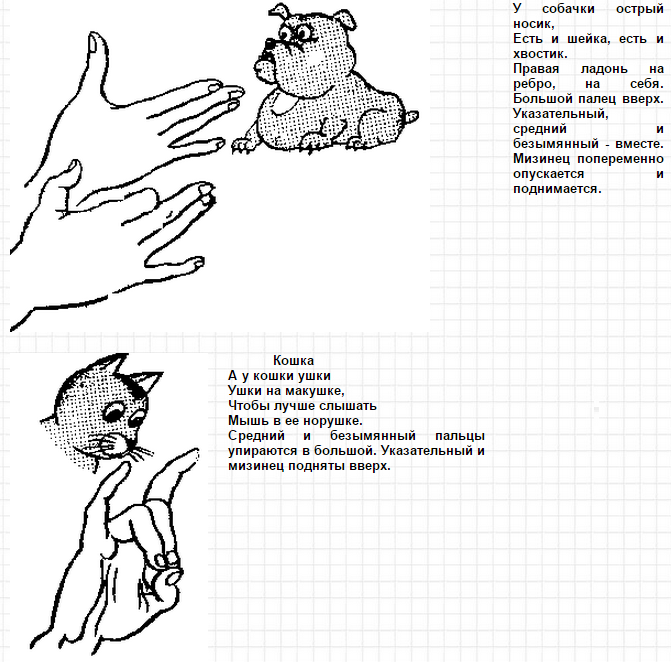 У собачки острый
носик,
Есть и шейка, есть и
хвостик.
Правая ладонь на
ребро, на себя.
Большой палец вверх.
Указательный,
средний и
безымянный - вместе.
Мизинец попеременно
опускается и
поднимается.
Кошка
А у кошки ушки
Ушки на макушке,
Чтобы лучше слышать
Мышь в ее норушке.
Средний и безымянный пальцы
упираются в большой. Указательный и
мизинец подняты вверх.